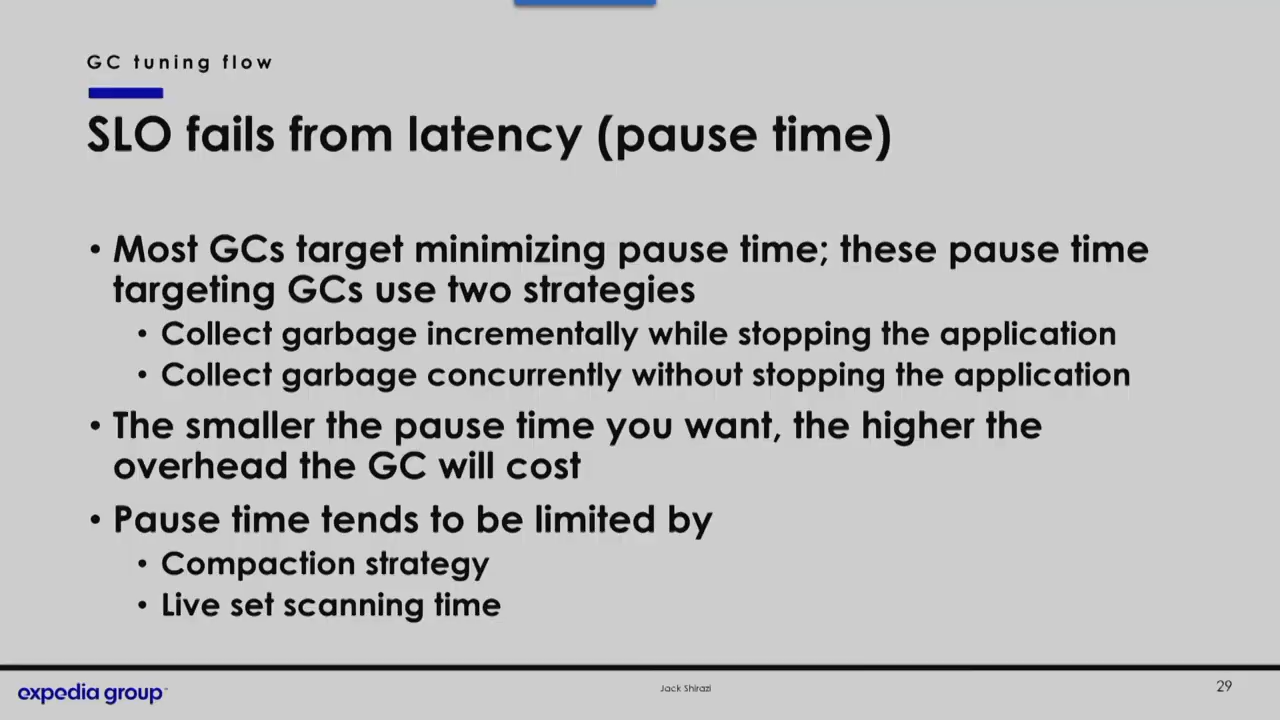 GC tuning flow
SLO fails from latency (pause time)
• Most GCs target minimizing pause time; these pause time
targeting GCs use two strategies
• Collect garbage incrementally while stopping the application
• Collect garbage concurrently without stopping the application
• The smaller the pause time you want, the higher the
overhead the GC will cost
• Pause time tends to be limited by
• Compaction strategy
• Live set scanning time
expedia group
Jack Shirazi
29